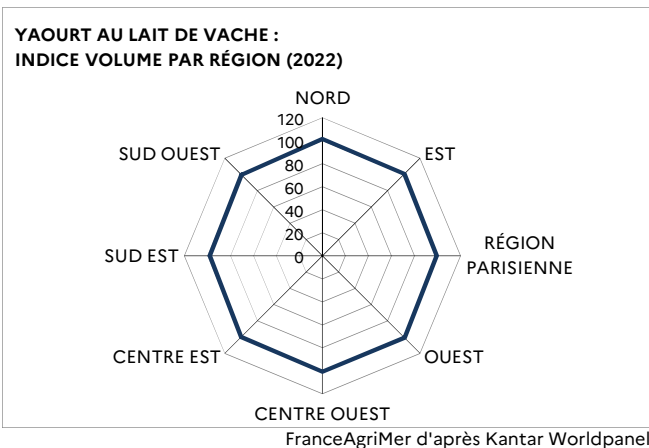 YAOURT AU LAIT DE VACHE :
INDICE VOLUME PAR RÉGION (2022)
NORD
120
100
80
60
40
20
0
EST
RÉGION
PARISIENNE
OUEST
CENTRE OUEST
CENTRE EST
SUD EST
SUD OUEST
FranceAgriMer d'après Kantar Worldpanel